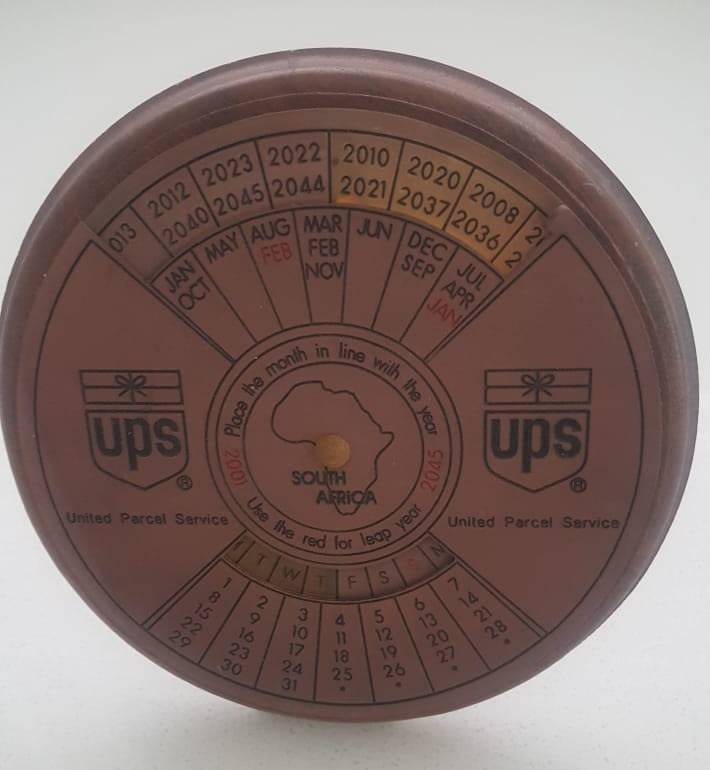 013 2012 2023 2022 2010 2020 2008
2040 2045 2044 2021 2037 2036 2
JAN MAY AUG MAR JUN DEC JUL
OCT FEB FEB SEP APR
NOV JAN
Place the month in line with the year
2001 2045
Use the red for leap year
SOUTH
AFRICA
ups
®
United Parcel Service
ups
®
United Parcel Service
T W T F S S
1 2 3 4 5 6 7
8 9 10 11 12 13 14
15 16 17 18 19 20 21
22 23 24 25 26 27 28
29 30 31 * * * *